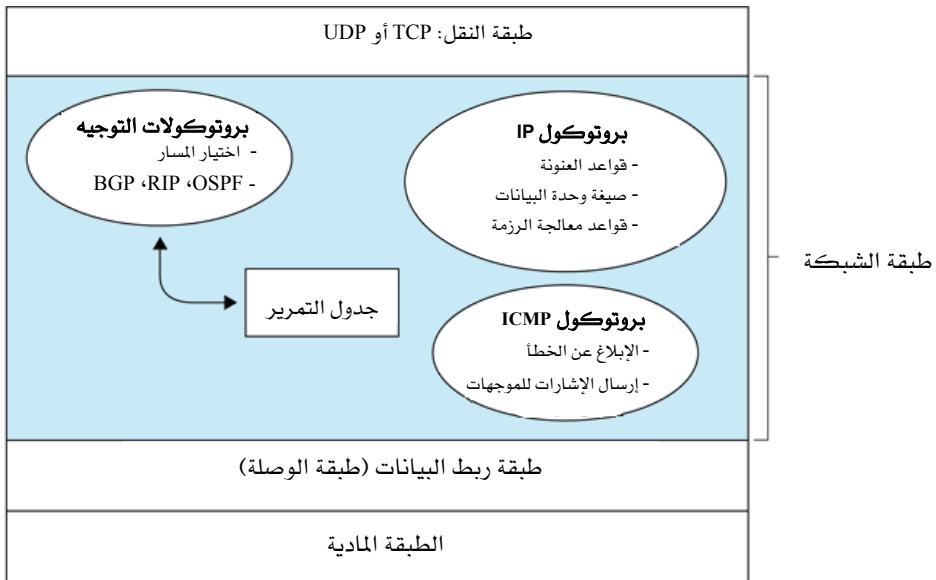 طبقة النقل: TCP أو UDP
بروتوكولات التوجيه
- اختيار المسار
- BGP ،RIP ،OSPF
بروتوكول IP
- قواعد العنونة
- صيغة وحدة البيانات
- قواعد معالجة الرزمة
طبقة الشبكة
جدول التمرير
بروتوكول ICMP
- الإبلاغ عن الخطأ
- إرسال الإشارات للموجهات
طبقة ربط البيانات (طبقة الوصلة)
الطبقة المادية